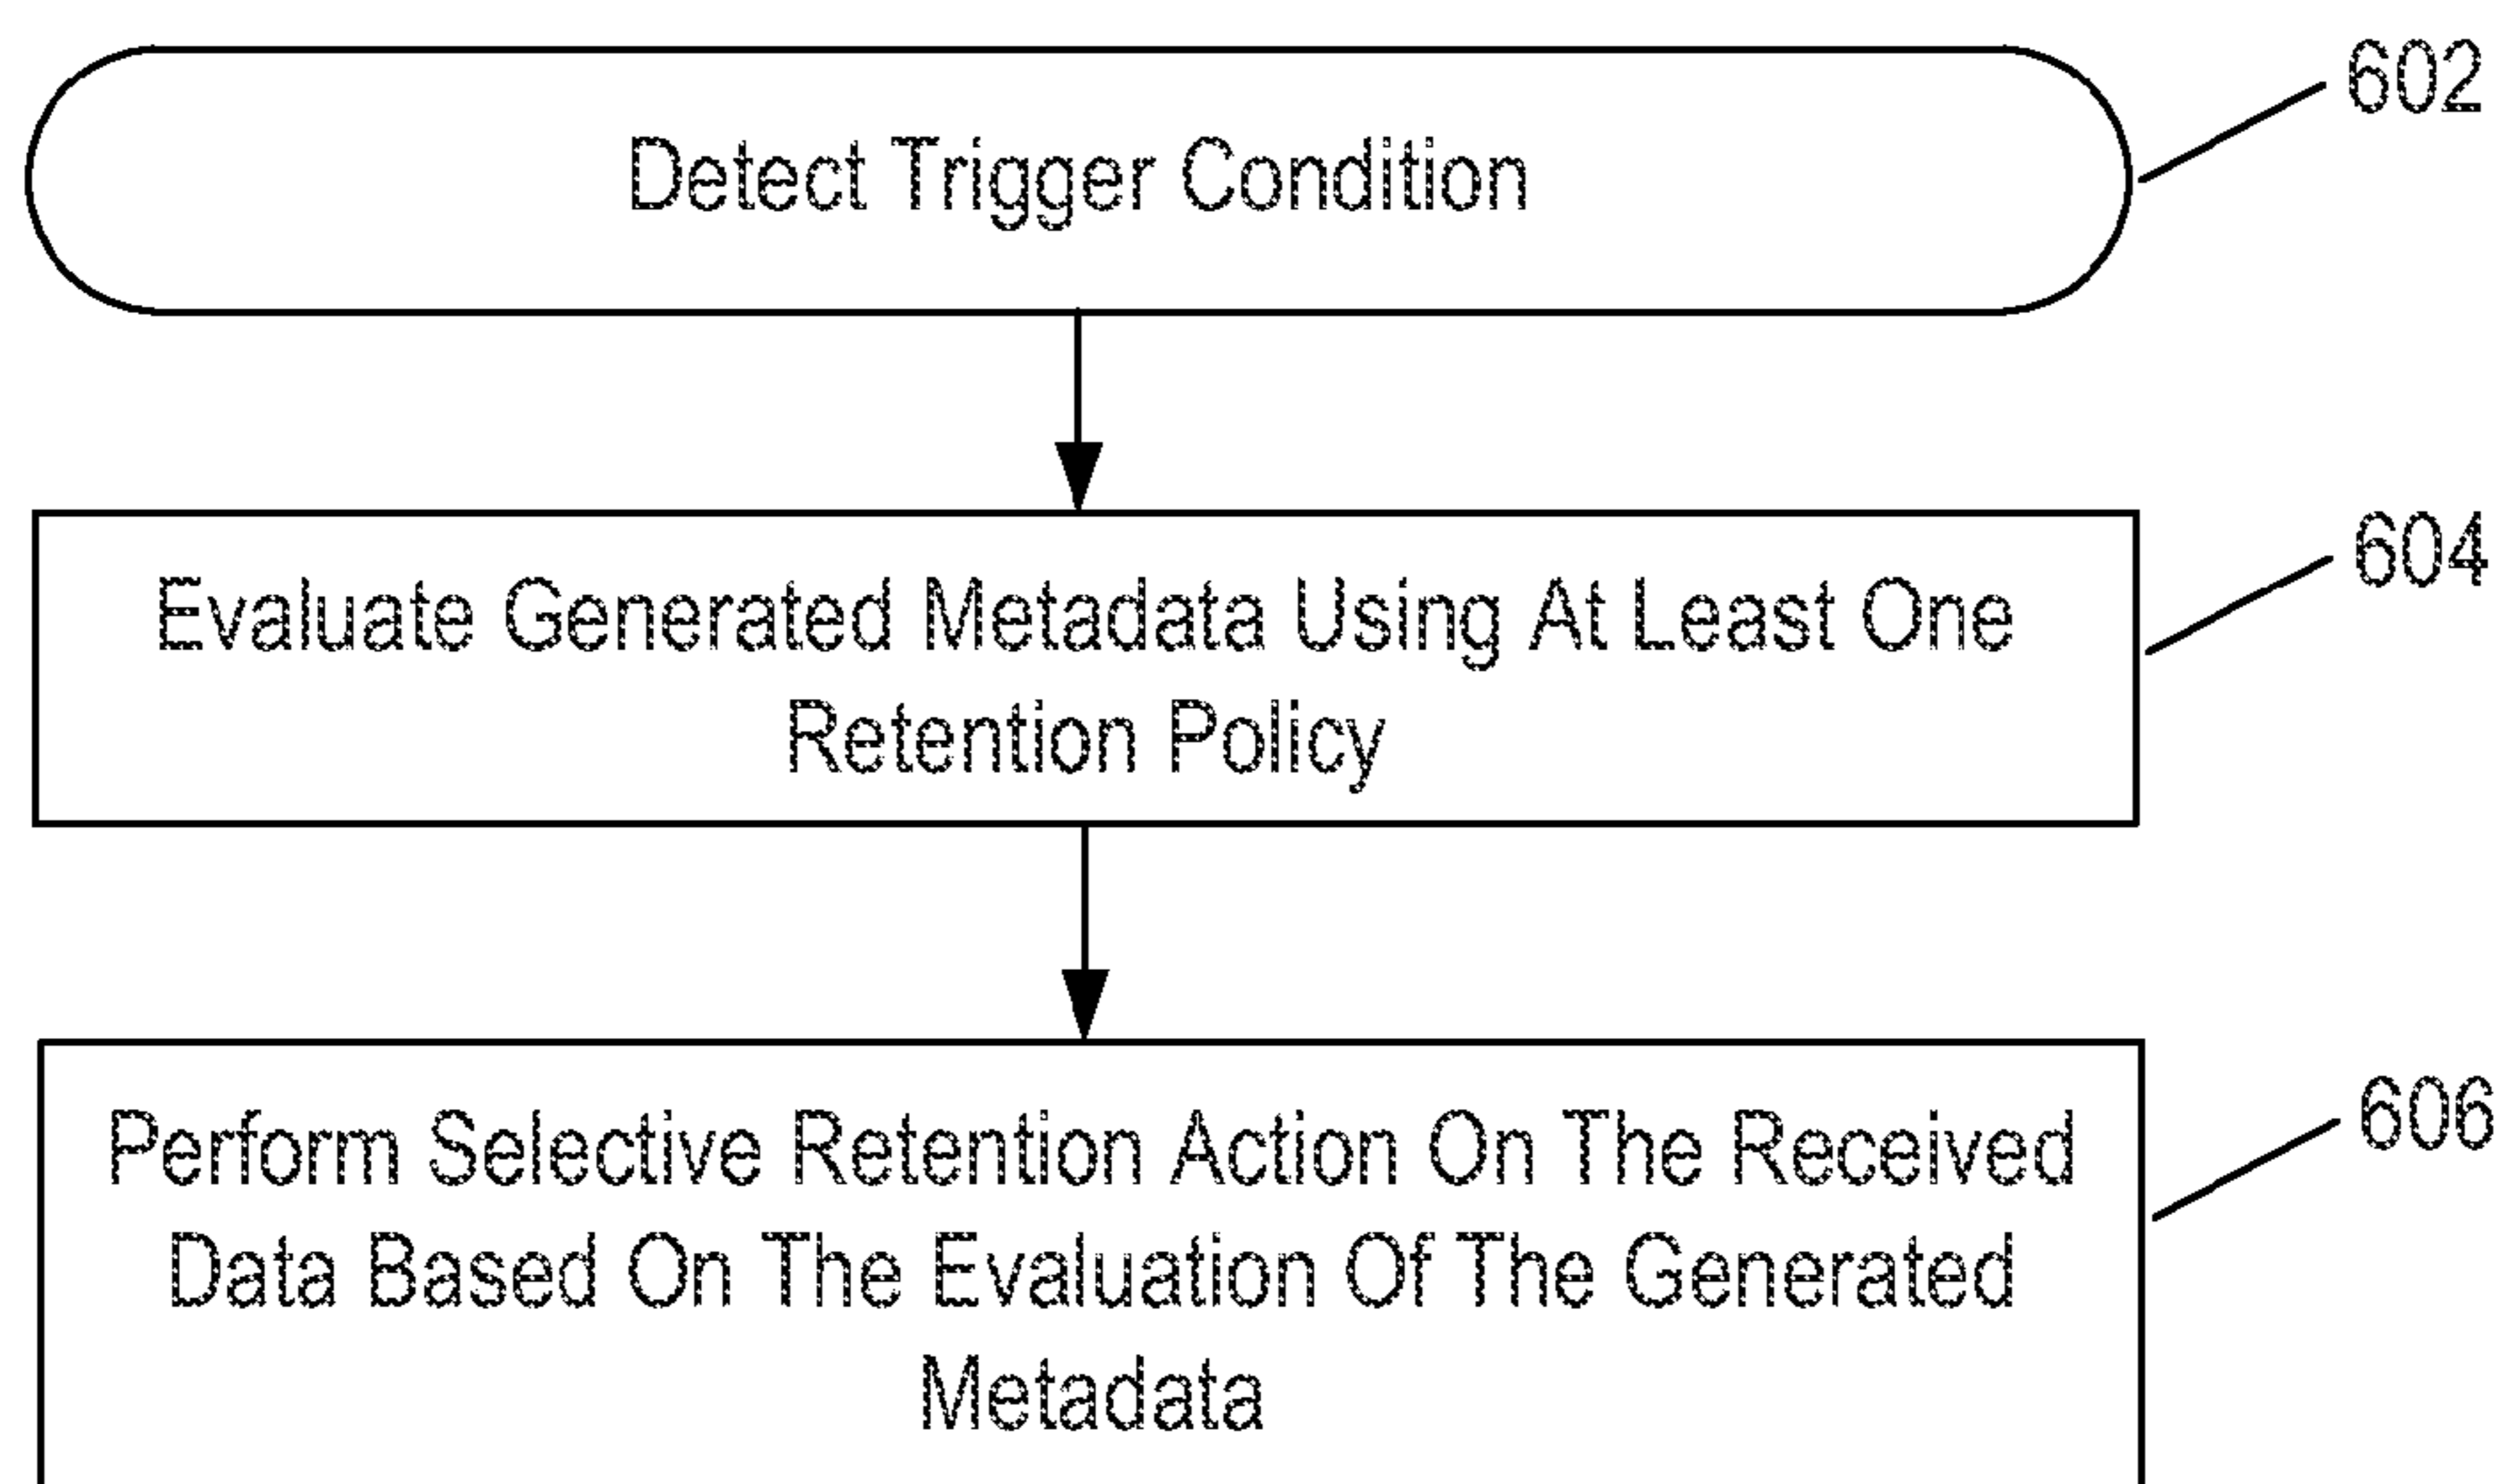 Detect Trigger Condition
602
Evaluate Generated Metadata Using At Least One
Retention Policy
604
Perform Selective Retention Action On The Received
Data Based On The Evaluation Of The Generated
Metadata
606